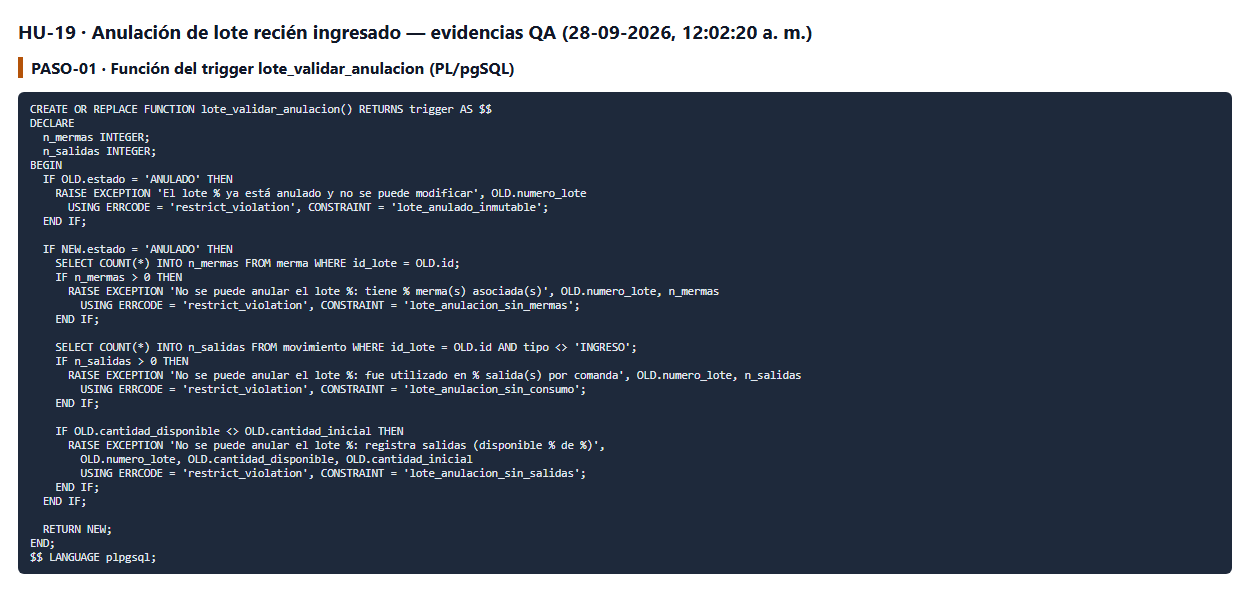 HU-19 · Anulación de lote recién ingresado — evidencias QA (28-09-2026, 12:02:20 a. m.)
PASO-01 · Función del trigger lote_validar_anulacion (PL/pgSQL)
CREATE OR REPLACE FUNCTION lote_validar_anulacion() RETURNS trigger AS $$
DECLARE
  n_mermas INTEGER;
  n_salidas INTEGER;
BEGIN
  IF OLD.estado = 'ANULADO' THEN
    RAISE EXCEPTION 'El lote % ya está anulado y no se puede modificar', OLD.numero_lote
      USING ERRCODE = 'restrict_violation', CONSTRAINT = 'lote_anulado_inmutable';
  END IF;

  IF NEW.estado = 'ANULADO' THEN
    SELECT COUNT(*) INTO n_mermas FROM merma WHERE id_lote = OLD.id;
    IF n_mermas > 0 THEN
      RAISE EXCEPTION 'No se puede anular el lote %: tiene % merma(s) asociada(s)', OLD.numero_lote, n_mermas
        USING ERRCODE = 'restrict_violation', CONSTRAINT = 'lote_anulacion_sin_mermas';
    END IF;

    SELECT COUNT(*) INTO n_salidas FROM movimiento WHERE id_lote = OLD.id AND tipo <> 'INGRESO';
    IF n_salidas > 0 THEN
      RAISE EXCEPTION 'No se puede anular el lote %: fue utilizado en % salida(s) por comanda', OLD.numero_lote, n_salidas
        USING ERRCODE = 'restrict_violation', CONSTRAINT = 'lote_anulacion_sin_consumo';
    END IF;

    IF OLD.cantidad_disponible <> OLD.cantidad_inicial THEN
      RAISE EXCEPTION 'No se puede anular el lote %: registra salidas (disponible % de %)',
        OLD.numero_lote, OLD.cantidad_disponible, OLD.cantidad_inicial
        USING ERRCODE = 'restrict_violation', CONSTRAINT = 'lote_anulacion_sin_salidas';
    END IF;
  END IF;

  RETURN NEW;
END;
$$ LANGUAGE plpgsql;